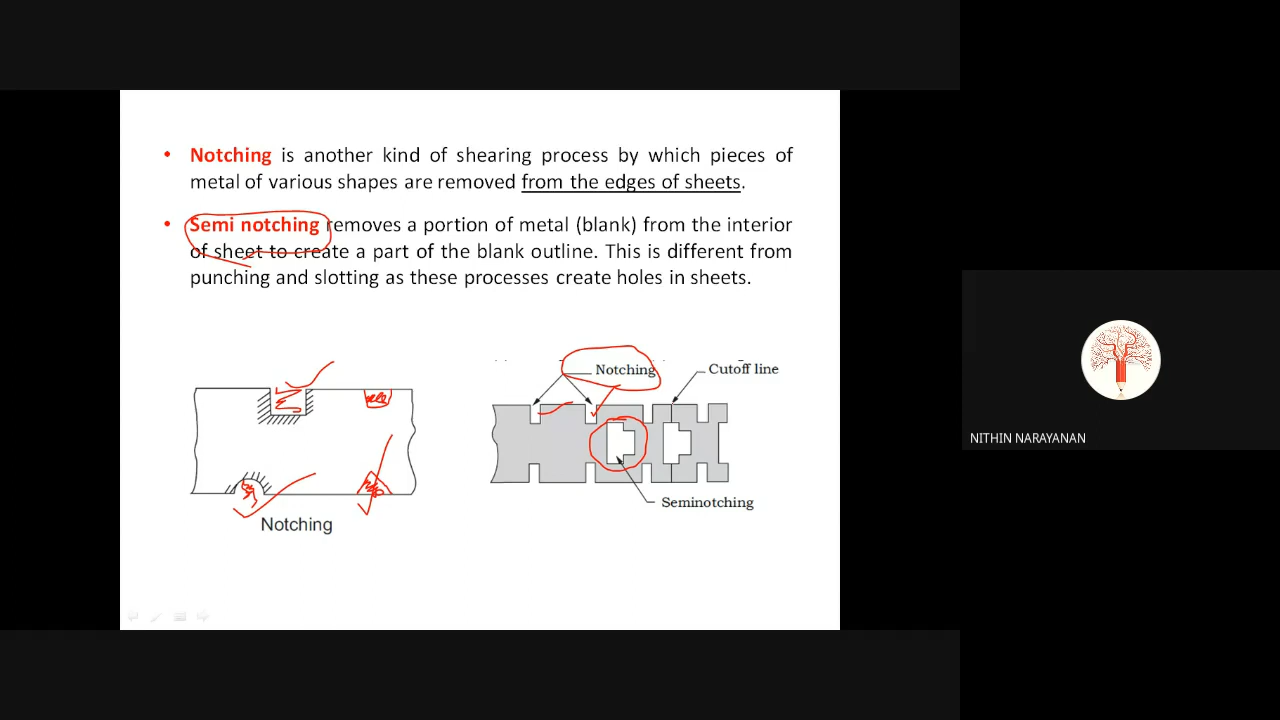 • Notching is another kind of shearing process by which pieces of
metal of various shapes are removed from the edges of sheets.
• Semi notching removes a portion of metal (blank) from the interior
of sheet to create a part of the blank outline. This is different from
punching and slotting as these processes create holes in sheets.
Notching
Cutoff line
Seminotching
Notching
NITHIN NARAYANAN